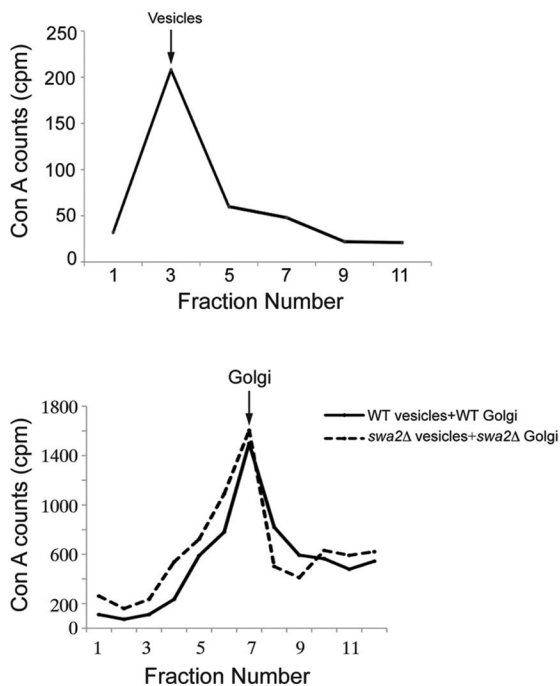 Vesicles
250
200
150
100
50
0
Con A counts (cpm)
1 3 5 7 9 11
Fraction Number
Golgi
1800
1400
1000
600
200
0
Con A counts (cpm)
WT vesicles+WT Golgi
swa2Δ vesicles+swa2Δ Golgi
1 3 5 7 9 11
Fraction Number